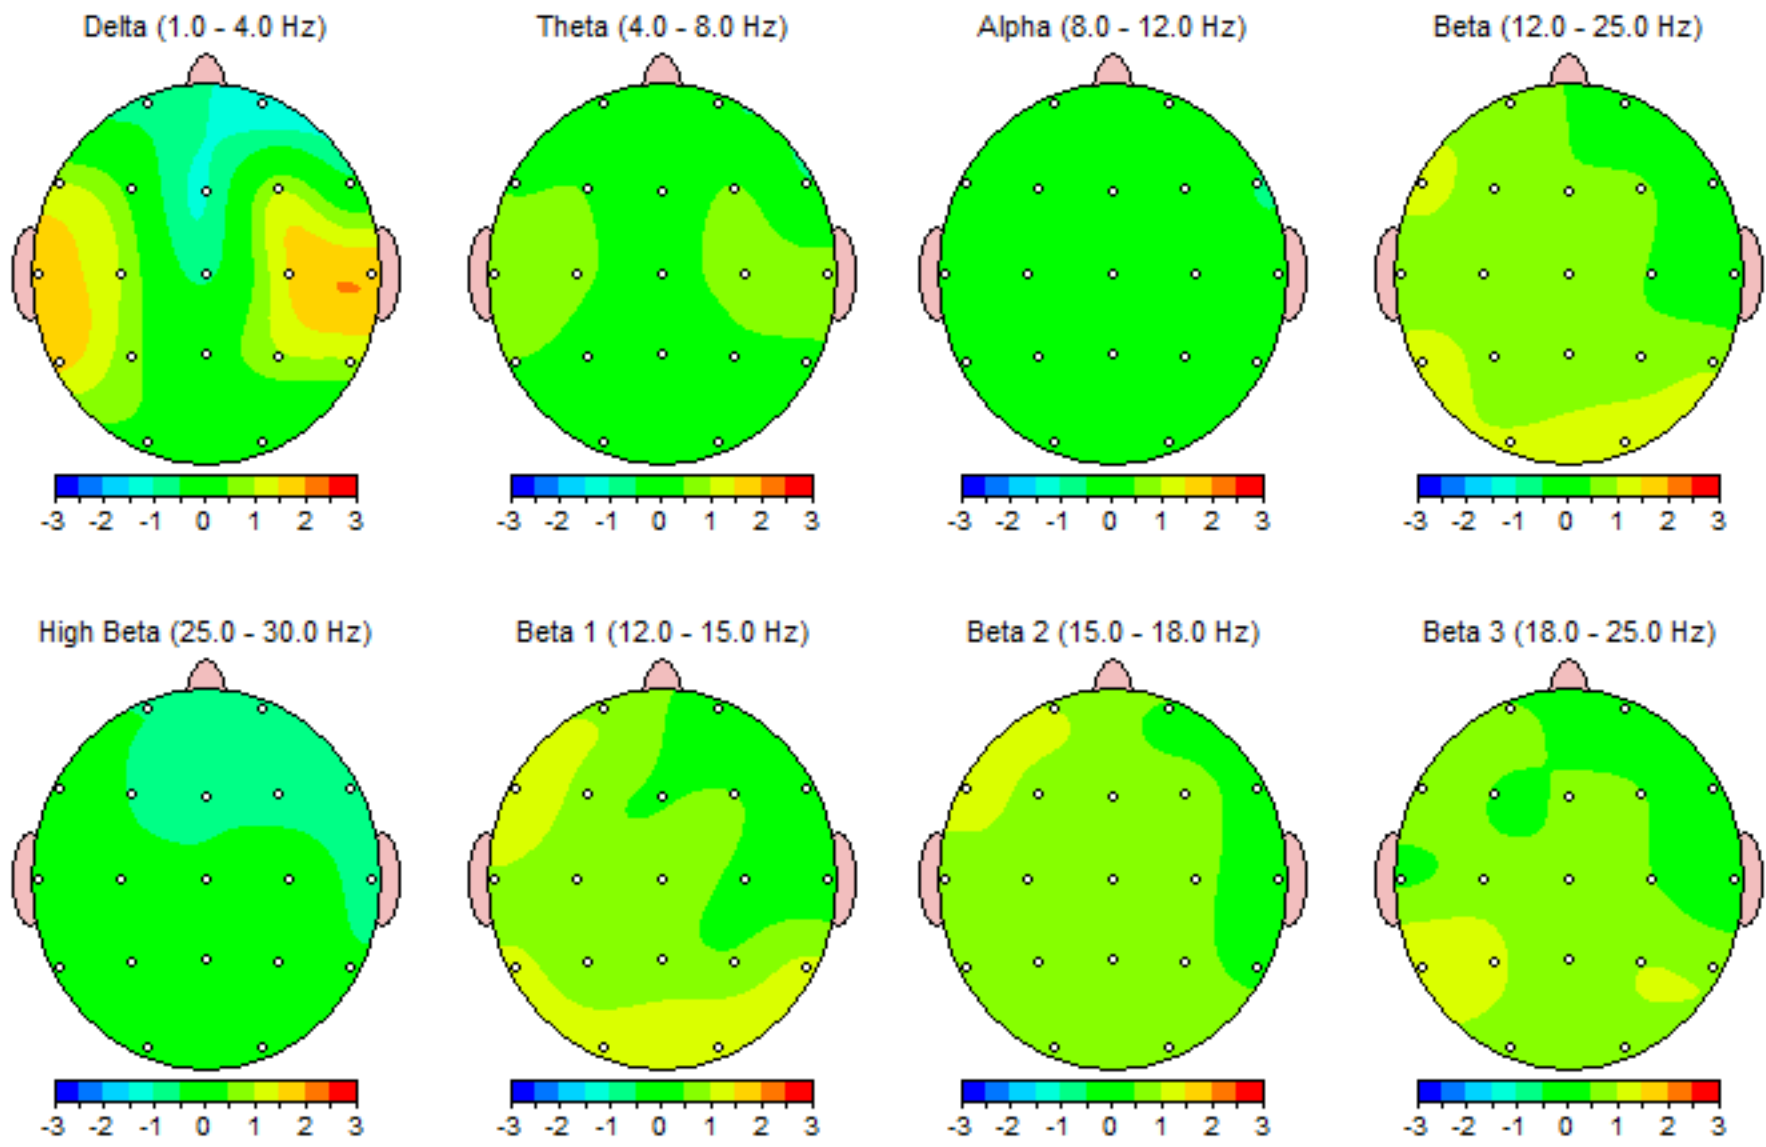 Delta (1.0 - 4.0 Hz) Theta (4.0 - 8.0 Hz) Alpha (8.0 - 12.0 Hz) Beta (12.0 - 25.0 Hz)
-3 -2 -1 0 1 2 3 -3 -2 -1 0 1 2 3 -3 -2 -1 0 1 2 3 -3 -2 -1 0 1 2 3
High Beta (25.0 - 30.0 Hz) Beta 1 (12.0 - 15.0 Hz) Beta 2 (15.0 - 18.0 Hz) Beta 3 (18.0 - 25.0 Hz)
-3 -2 -1 0 1 2 3 -3 -2 -1 0 1 2 3 -3 -2 -1 0 1 2 3 -3 -2 -1 0 1 2 3